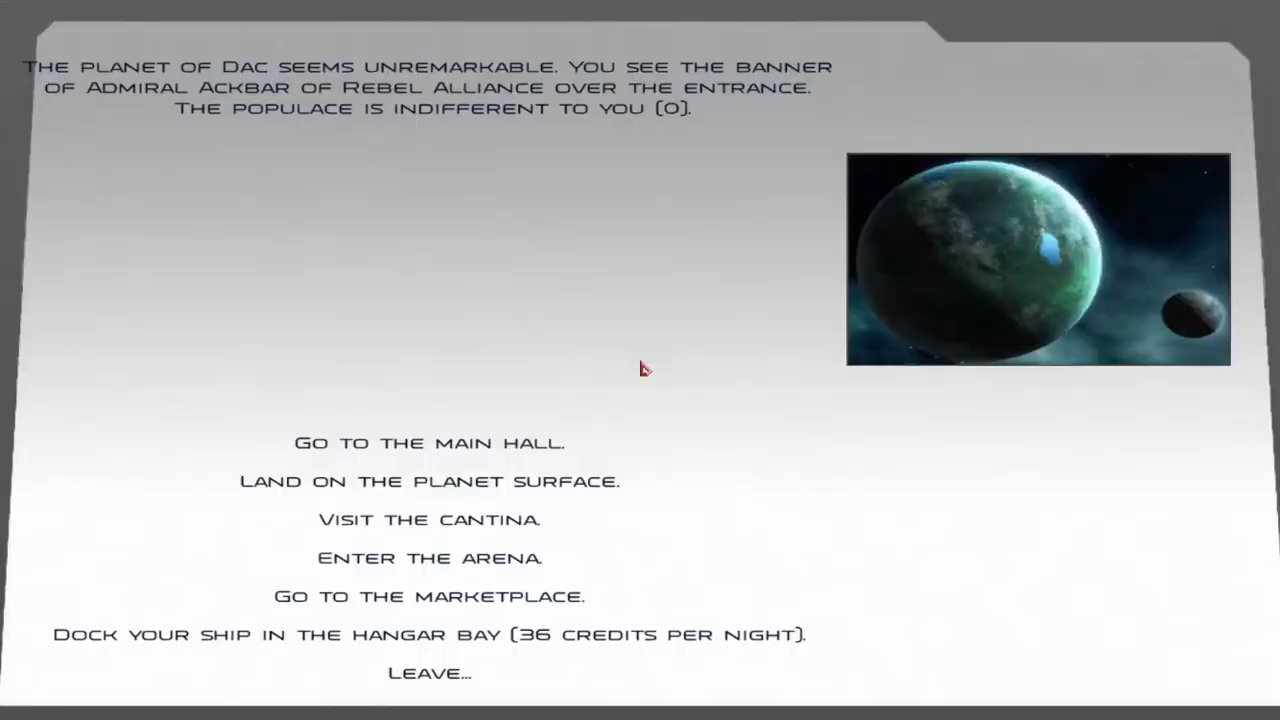 The planet of Dac seems unremarkable. You see the banner
of Admiral Ackbar of Rebel Alliance over the entrance.
The populace is indifferent to you (0).
Go to the main hall.
Land on the planet surface.
Visit the cantina.
Enter the arena.
Go to the marketplace.
Dock your ship in the hangar bay (36 credits per night).
Leave...